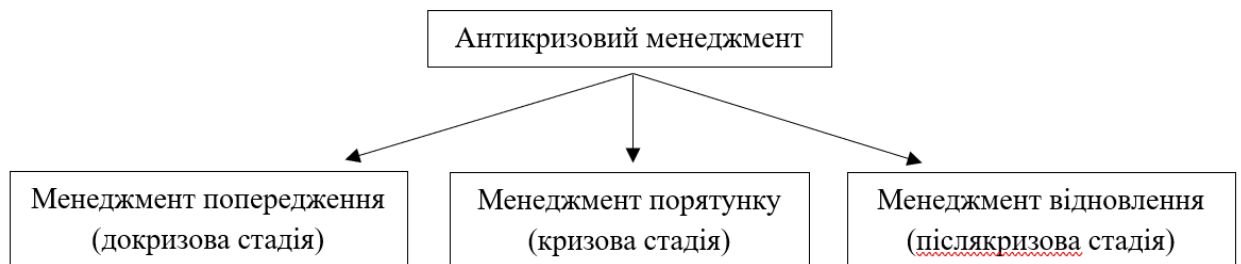 Антикризовий менеджмент
Менеджмент попередження
(докризова стадія)
Менеджмент порятунку
(кризова стадія)
Менеджмент відновлення
(післякризова стадія)